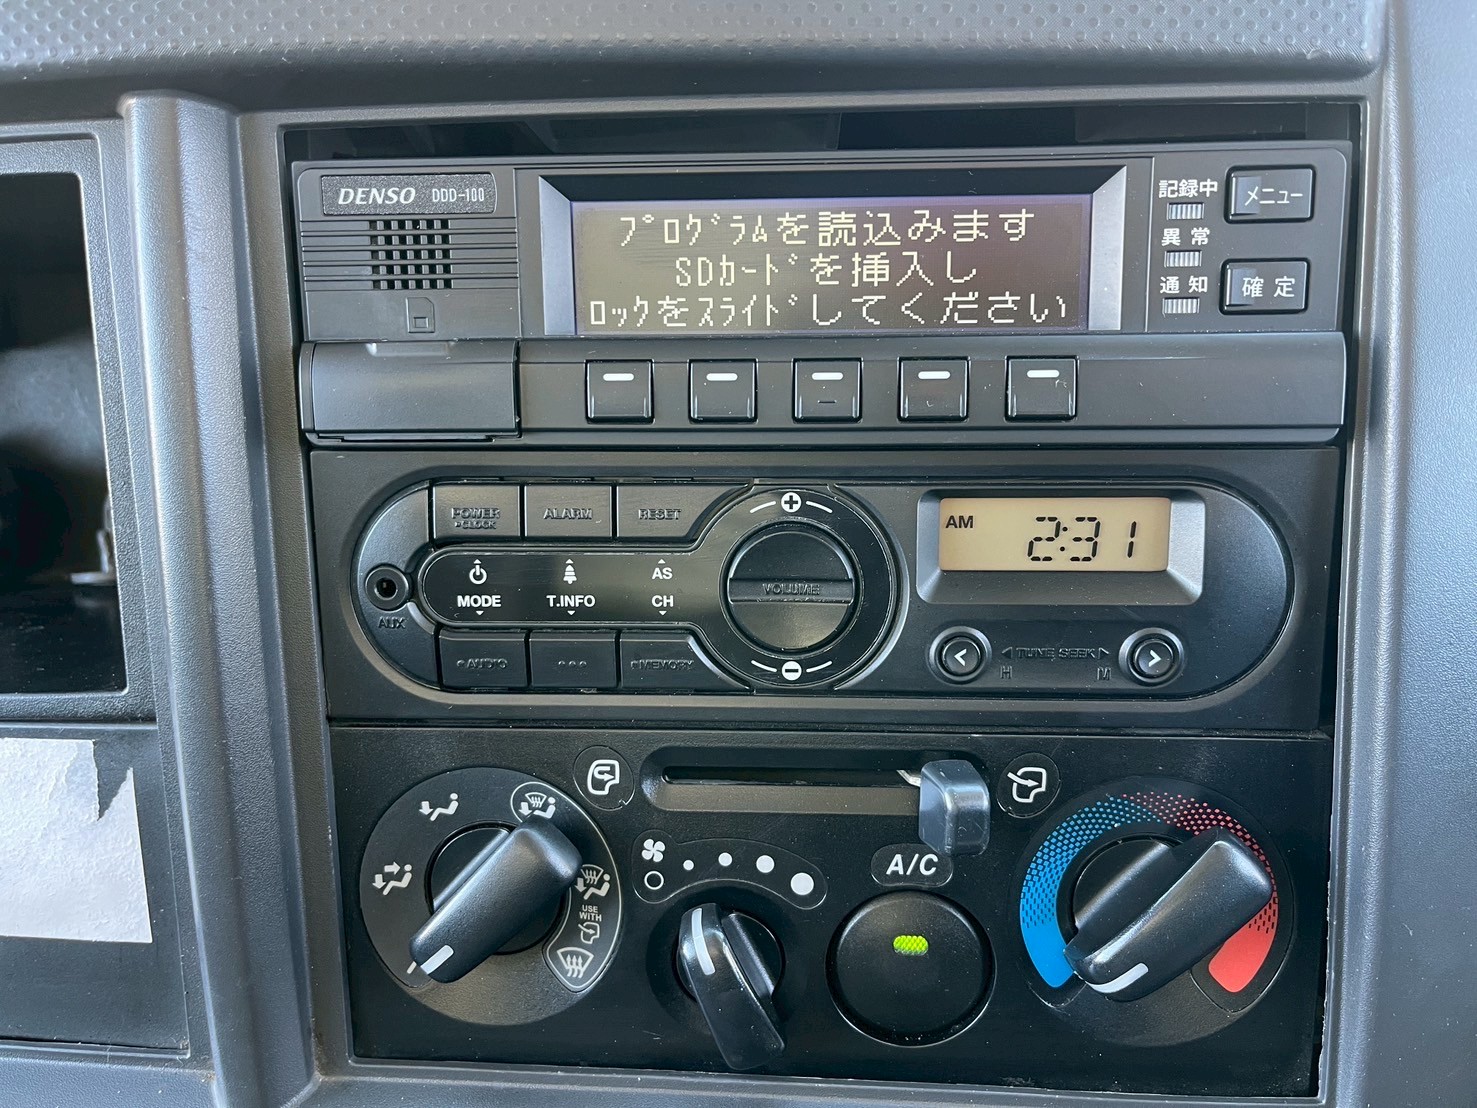 DENSO DDD-100
ﾌﾟﾛｸﾞﾗﾑを読込みます
SDｶｰﾄﾞを挿入し
ﾛｯｸをｽﾗｲﾄﾞしてください
記録中
メニュー
異常
通知
確定
POWER
CLOCK
ALARM
RESET
AS
MODE
T.INFO
CH
AUX
AUDIO
MEMORY
VOLUME
AM 2:31
TUNE SEEK
H
M
A/C
USE
WITH